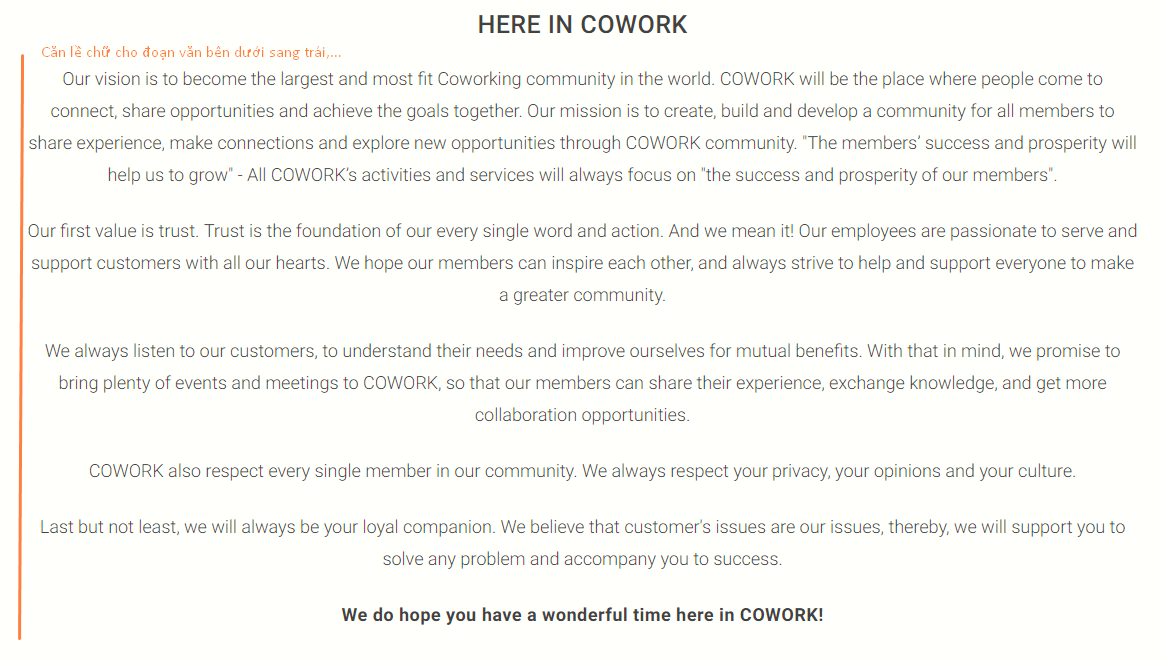 HERE IN COWORK
Căn lề chữ cho đoạn văn bên dưới sang trái,...
Our vision is to become the largest and most fit Coworking community in the world. COWORK will be the place where people come to
connect, share opportunities and achieve the goals together. Our mission is to create, build and develop a community for all members to
share experience, make connections and explore new opportunities through COWORK community. "The members’ success and prosperity will
help us to grow" - All COWORK’s activities and services will always focus on "the success and prosperity of our members".
Our first value is trust. Trust is the foundation of our every single word and action. And we mean it! Our employees are passionate to serve and
support customers with all our hearts. We hope our members can inspire each other, and always strive to help and support everyone to make
a greater community.
We always listen to our customers, to understand their needs and improve ourselves for mutual benefits. With that in mind, we promise to
bring plenty of events and meetings to COWORK, so that our members can share their experience, exchange knowledge, and get more
collaboration opportunities.
COWORK also respect every single member in our community. We always respect your privacy, your opinions and your culture.
Last but not least, we will always be your loyal companion. We believe that customer's issues are our issues, thereby, we will support you to
solve any problem and accompany you to success.
We do hope you have a wonderful time here in COWORK!